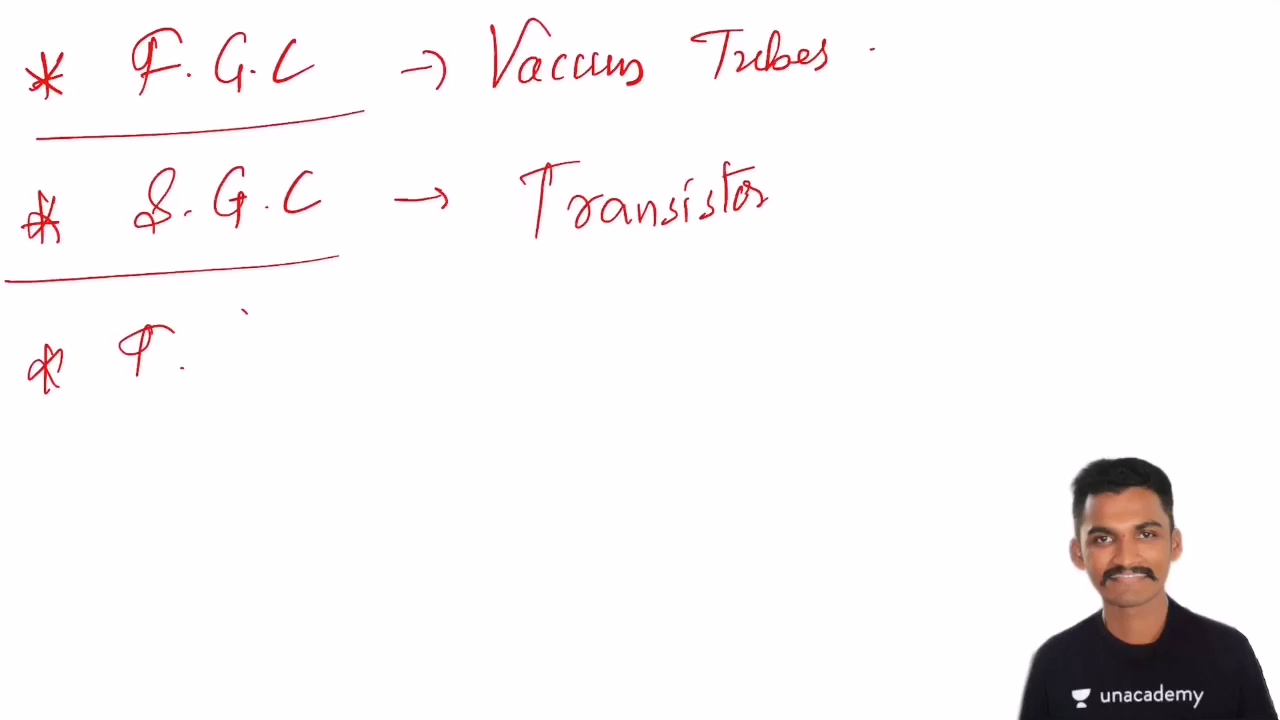 * F.G.C → Vaccum Tubes
* S.G.C → Transistor
* T.
unacademy